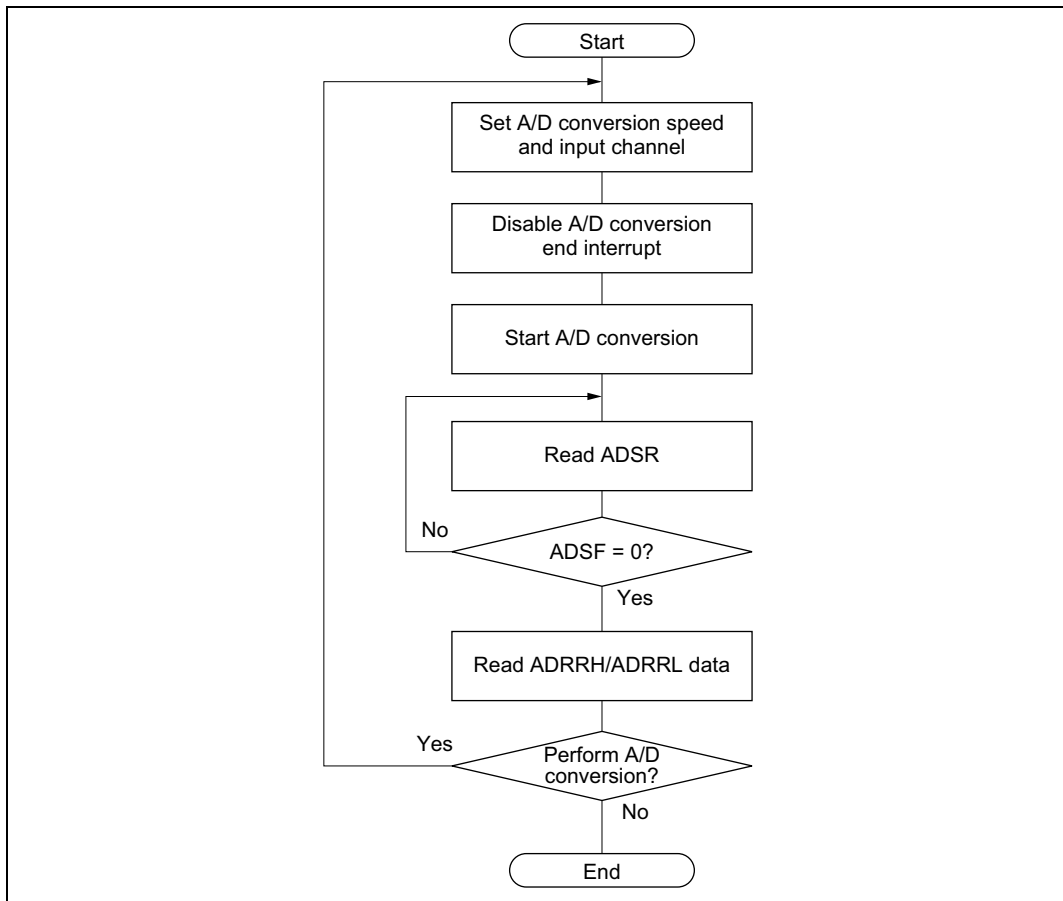 Start
Set A/D conversion speed
and input channel
Disable A/D conversion
end interrupt
Start A/D conversion
Read ADSR
No
ADSF = 0?
Yes
Read ADRRH/ADRRL data
Yes
Perform A/D
conversion?
No
End